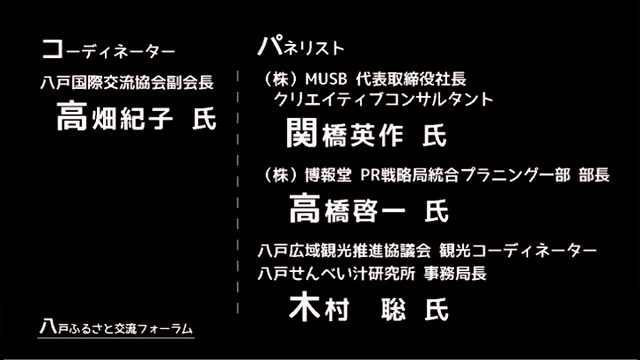 コーディネーター
八戸国際交流協会副会長
高畑紀子 氏
パネリスト
（株）MUSB 代表取締役社長
クリエイティブコンサルタント
関橋英作 氏
（株）博報堂 PR戦略局統合プラニング一部 部長
高橋啓一 氏
八戸広域観光推進協議会 観光コーディネーター
八戸せんべい汁研究所 事務局長
木村 聡 氏
八戸ふるさと交流フォーラム